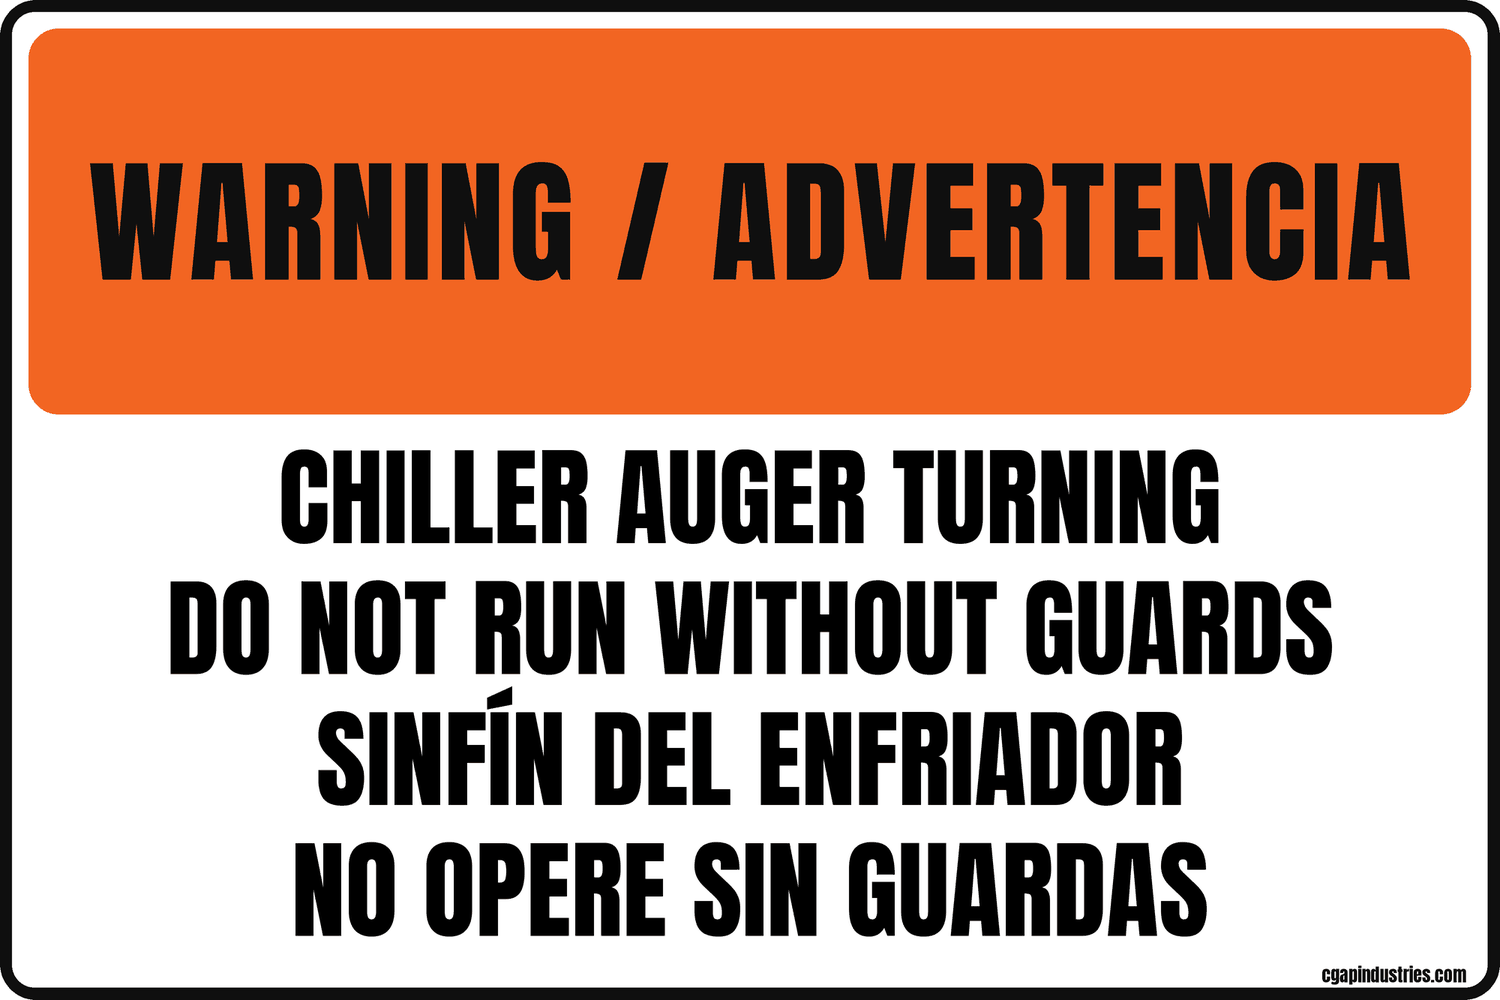 WARNING / ADVERTENCIA
CHILLER AUGER TURNING
DO NOT RUN WITHOUT GUARDS
SINFÍN DEL ENFRIADOR
NO OPERE SIN GUARDAS
cgapindustries.com